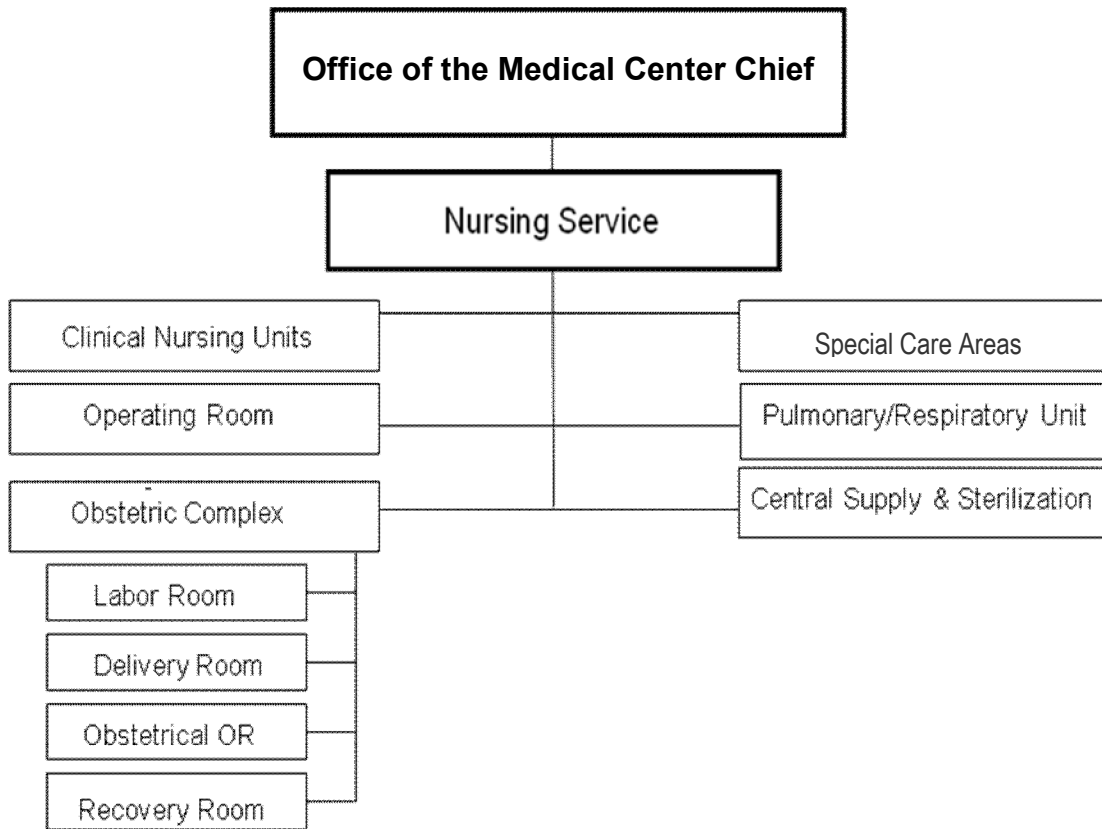 Office of the Medical Center Chief
Nursing Service
Clinical Nursing Units
Special Care Areas
Operating Room
Pulmonary/Respiratory Unit
Obstetric Complex
Central Supply & Sterilization
Labor Room
Delivery Room
Obstetrical OR
Recovery Room